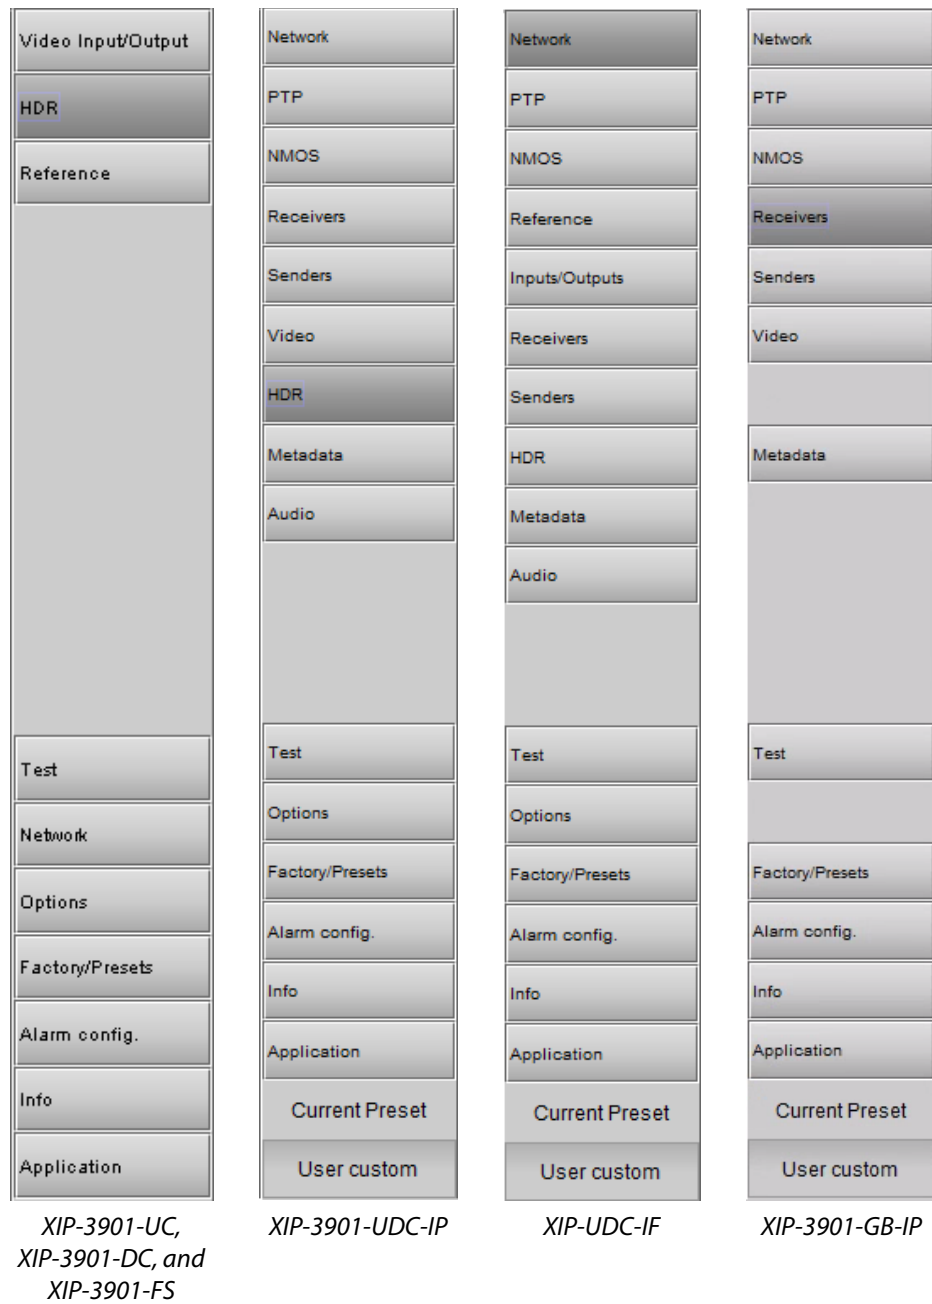 Video Input/Output
HDR
Reference
Test
Network
Options
Factory/Presets
Alarm config.
Info
Application
XIP-3901-UC,
XIP-3901-DC, and
XIP-3901-FS
Network
PTP
NMOS
Receivers
Senders
Video
HDR
Metadata
Audio
Test
Options
Factory/Presets
Alarm config.
Info
Application
Current Preset
User custom
XIP-3901-UDC-IP
Network
PTP
NMOS
Reference
Inputs/Outputs
Receivers
Senders
HDR
Metadata
Audio
Test
Options
Factory/Presets
Alarm config.
Info
Application
Current Preset
User custom
XIP-UDC-IF
Network
PTP
NMOS
Receivers
Senders
Video
Metadata
Test
Factory/Presets
Alarm config.
Info
Application
Current Preset
User custom
XIP-3901-GB-IP